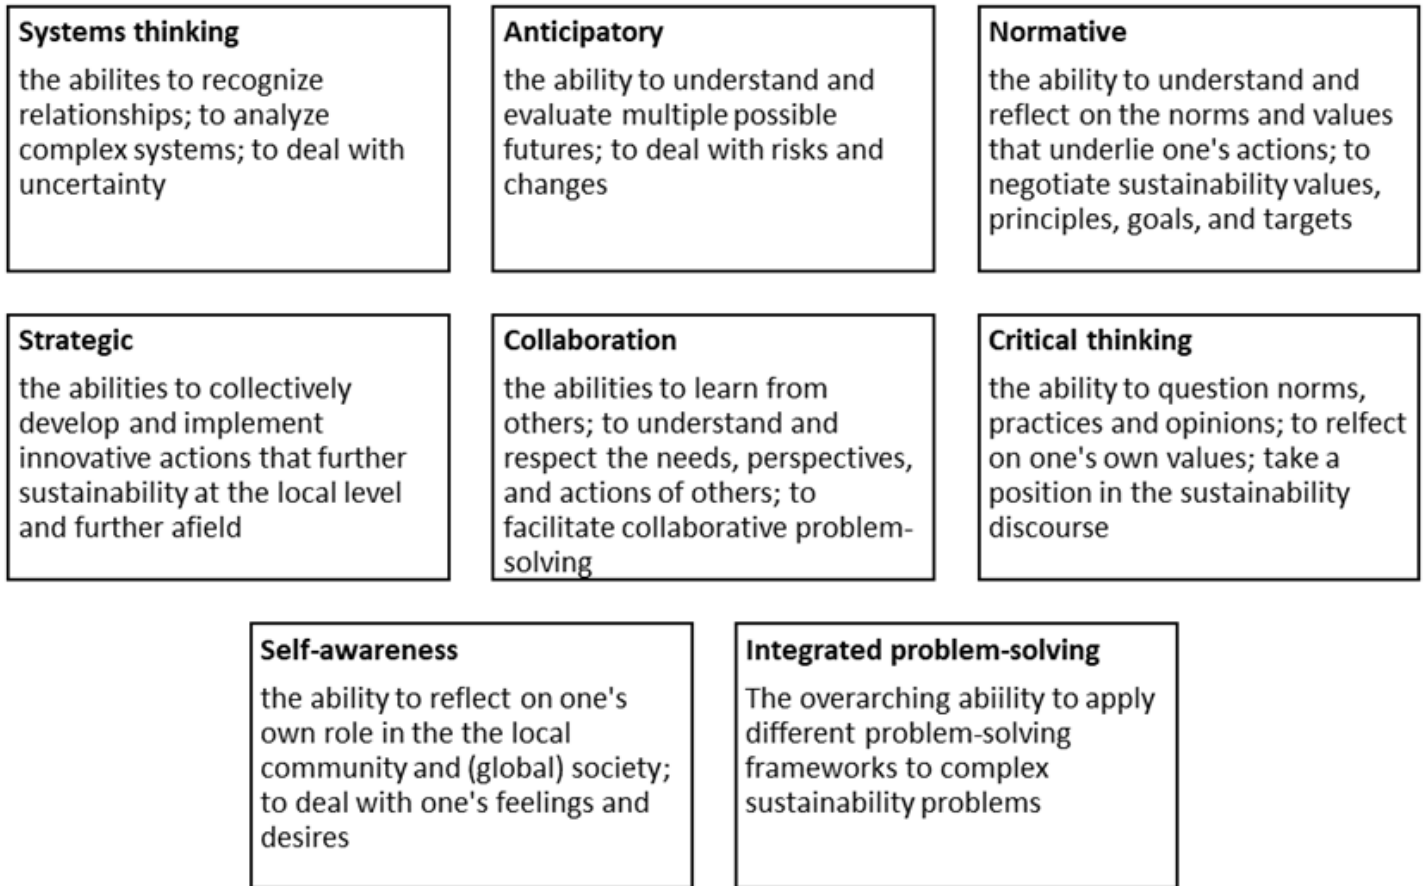 Systems thinking
the abilites to recognize
relationships; to analyze
complex systems; to deal with
uncertainty
Anticipatory
the ability to understand and
evaluate multiple possible
futures; to deal with risks and
changes
Normative
the ability to understand and
reflect on the norms and values
that underlie one's actions; to
negotiate sustainability values,
principles, goals, and targets
Strategic
the abilities to collectively
develop and implement
innovative actions that further
sustainability at the local level
and further afield
Collaboration
the abilities to learn from
others; to understand and
respect the needs, perspectives,
and actions of others; to
facilitate collaborative problem-
solving
Critical thinking
the ability to question norms,
practices and opinions; to relfect
on one's own values; take a
position in the sustainability
discourse
Self-awareness
the ability to reflect on one's
own role in the the local
community and (global) society;
to deal with one's feelings and
desires
Integrated problem-solving
The overarching abiility to apply
different problem-solving
frameworks to complex
sustainability problems